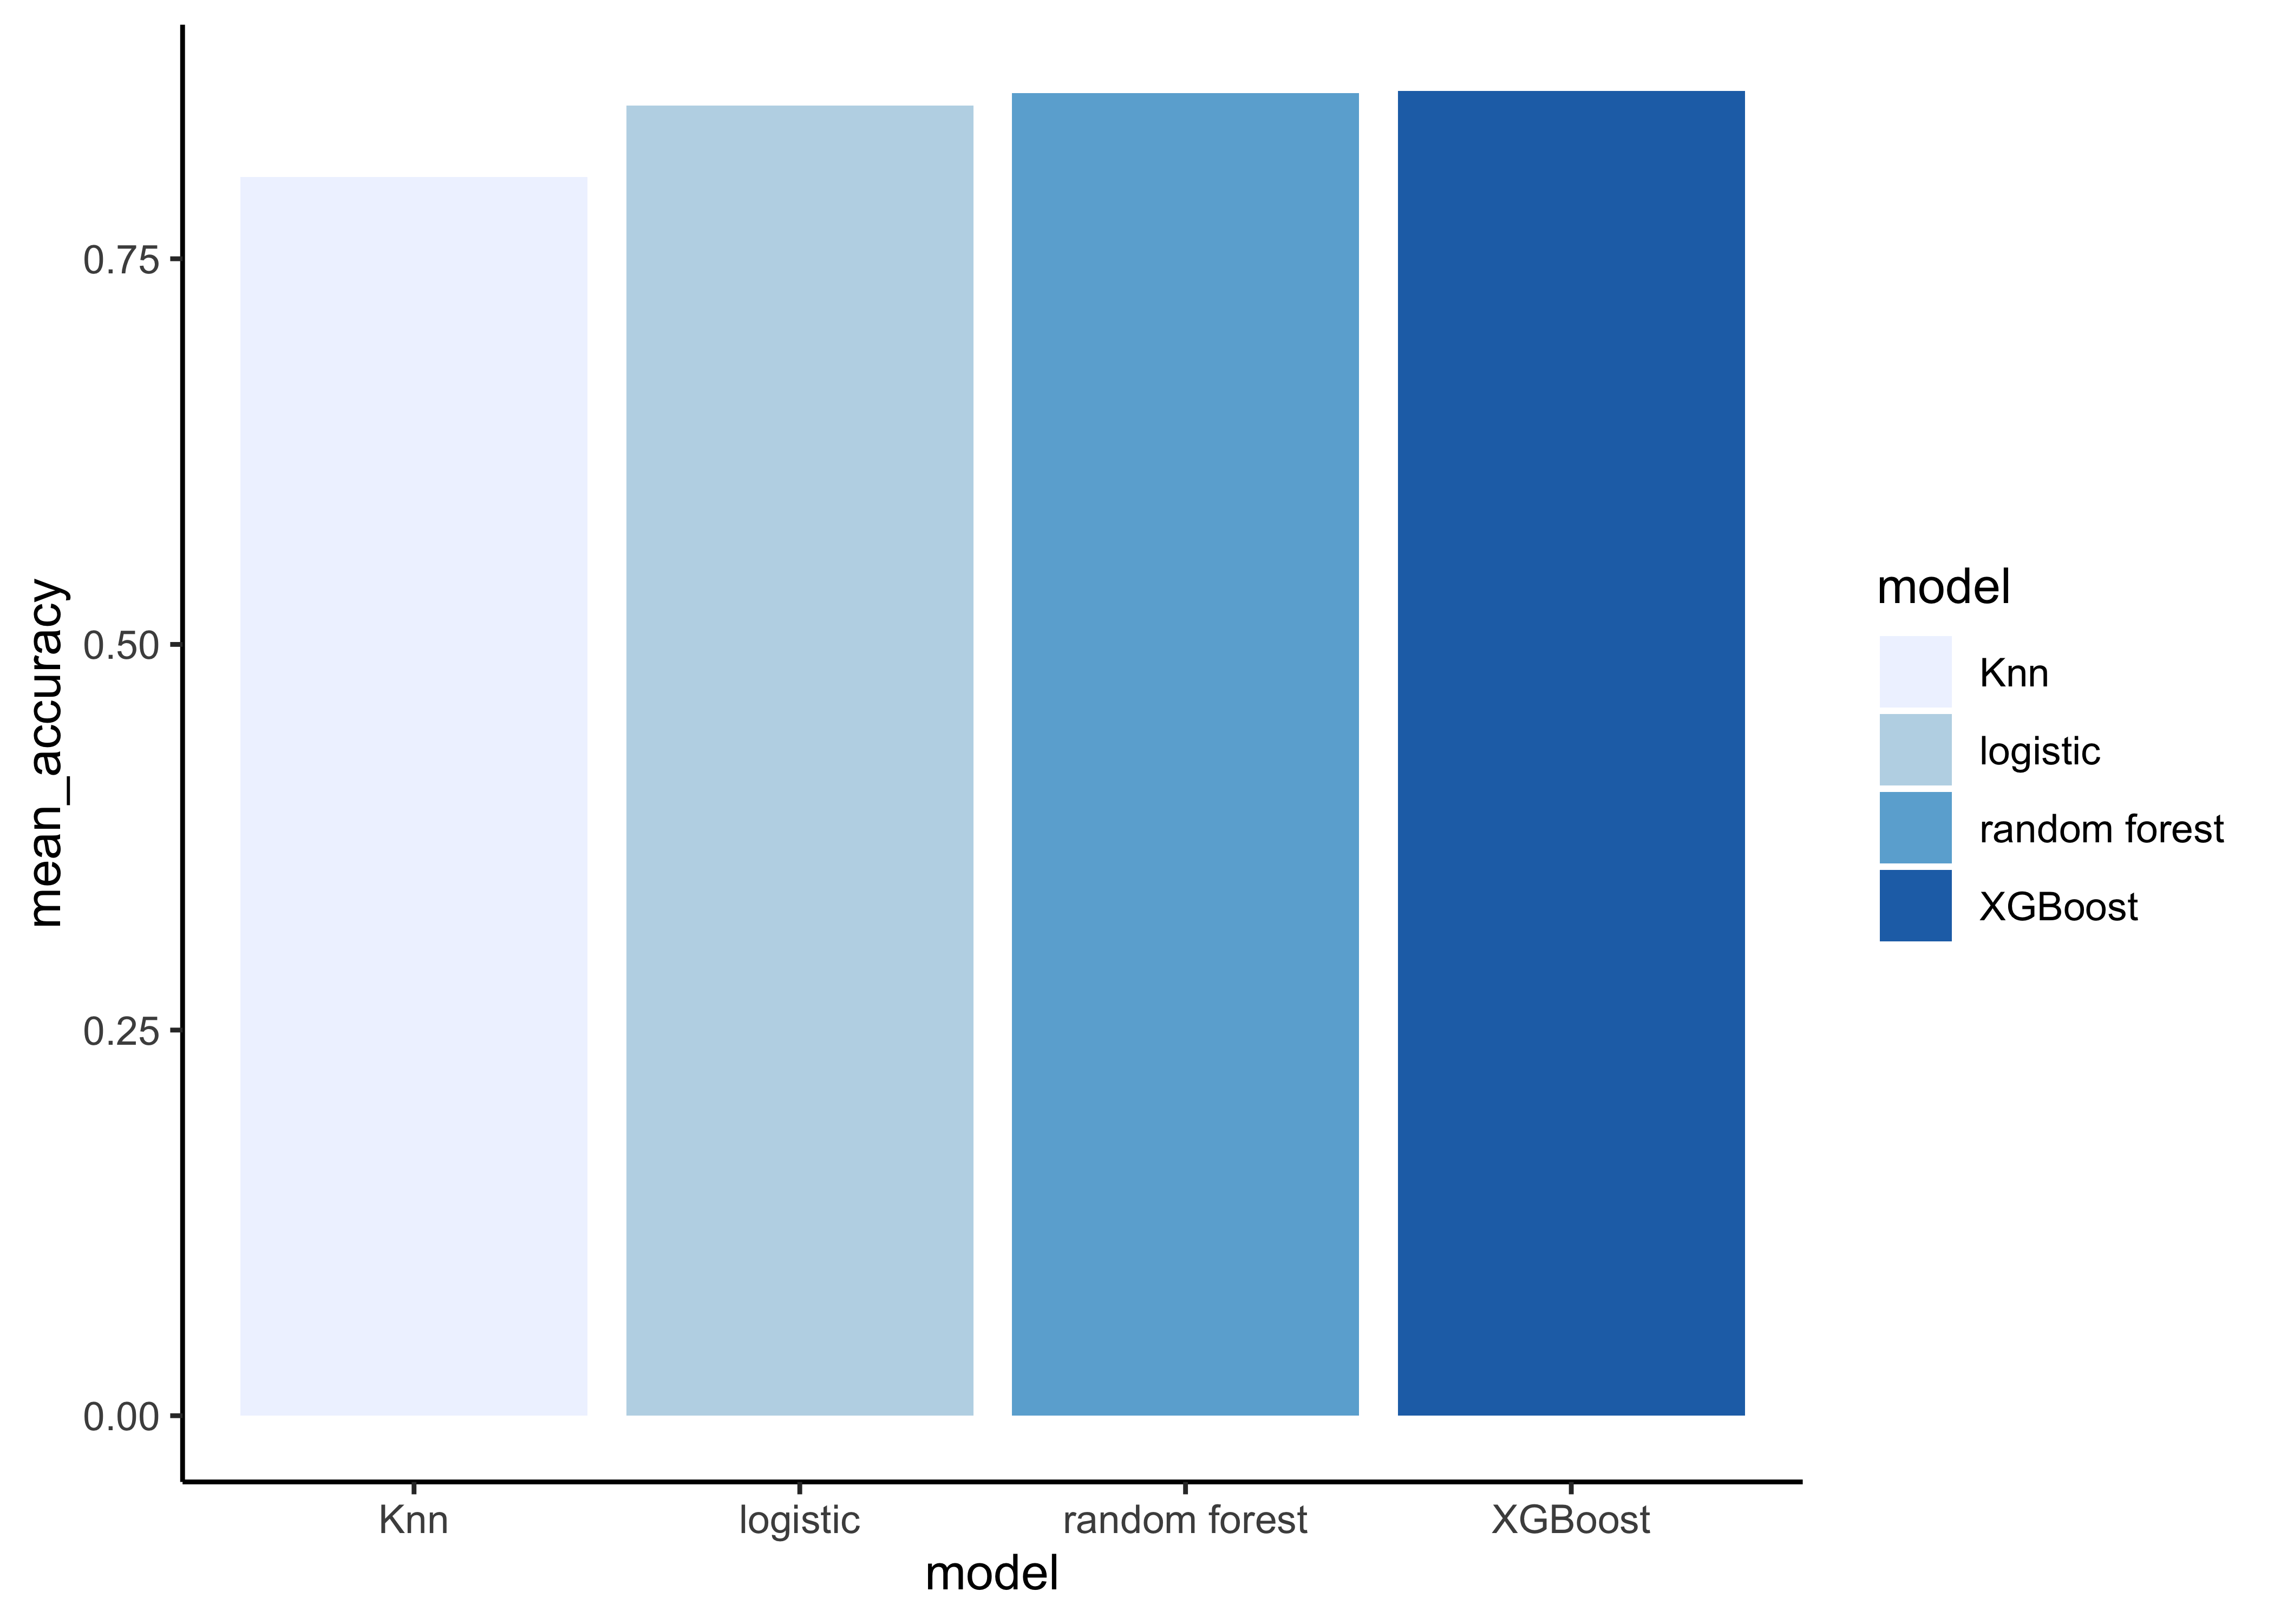 mean_accuracy
0.75
0.50
0.25
0.00
Knn logistic random forest XGBoost
model
model
Knn
logistic
random forest
XGBoost